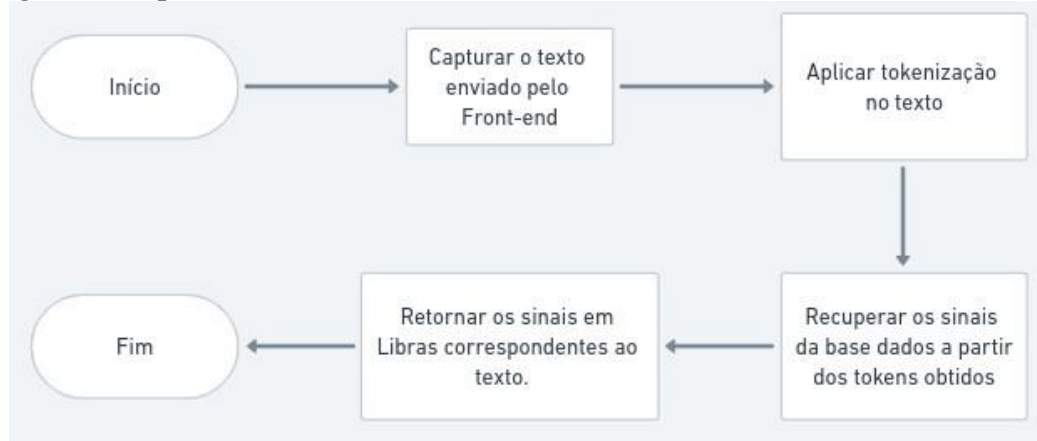 Início
Capturar o texto
enviado pelo
Front-end
Aplicar tokenização
no texto
Recuperar os sinais
da base dados a partir
dos tokens obtidos
Retornar os sinais em
Libras correspondentes ao
texto.
Fim